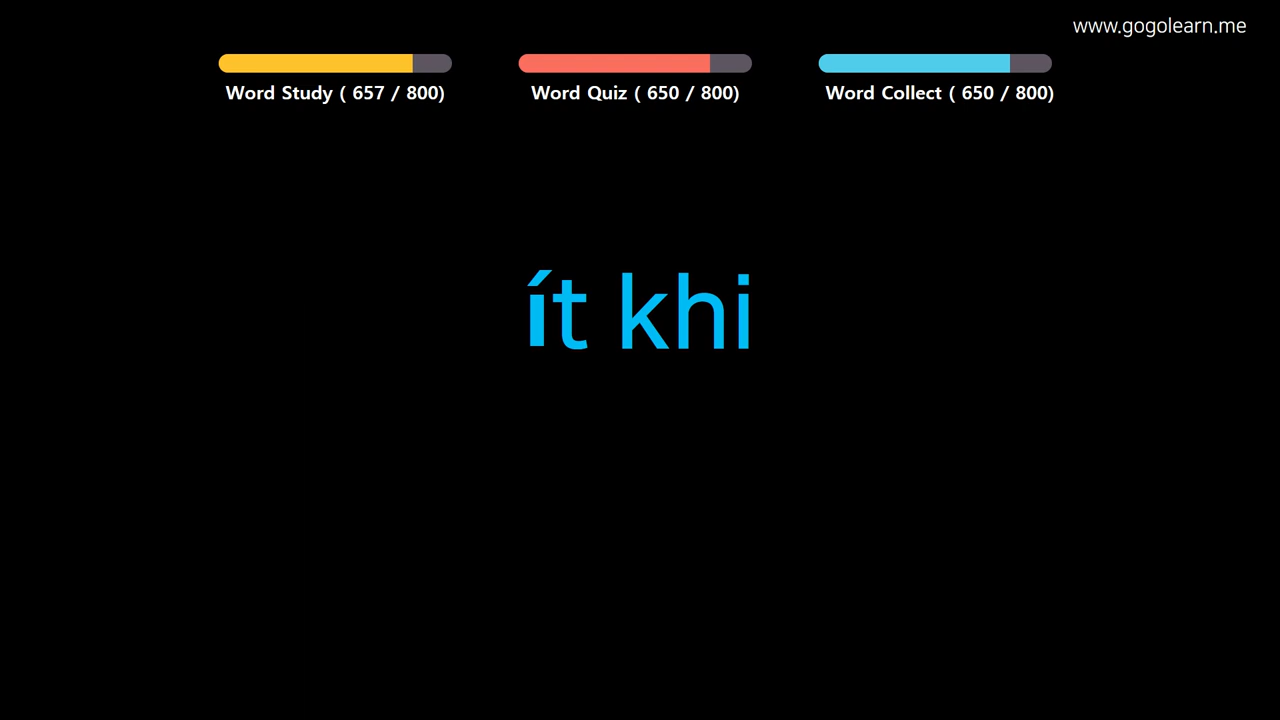 www.gogolearn.me
Word Study ( 657 / 800)
Word Quiz ( 650 / 800)
Word Collect ( 650 / 800)
ít khi